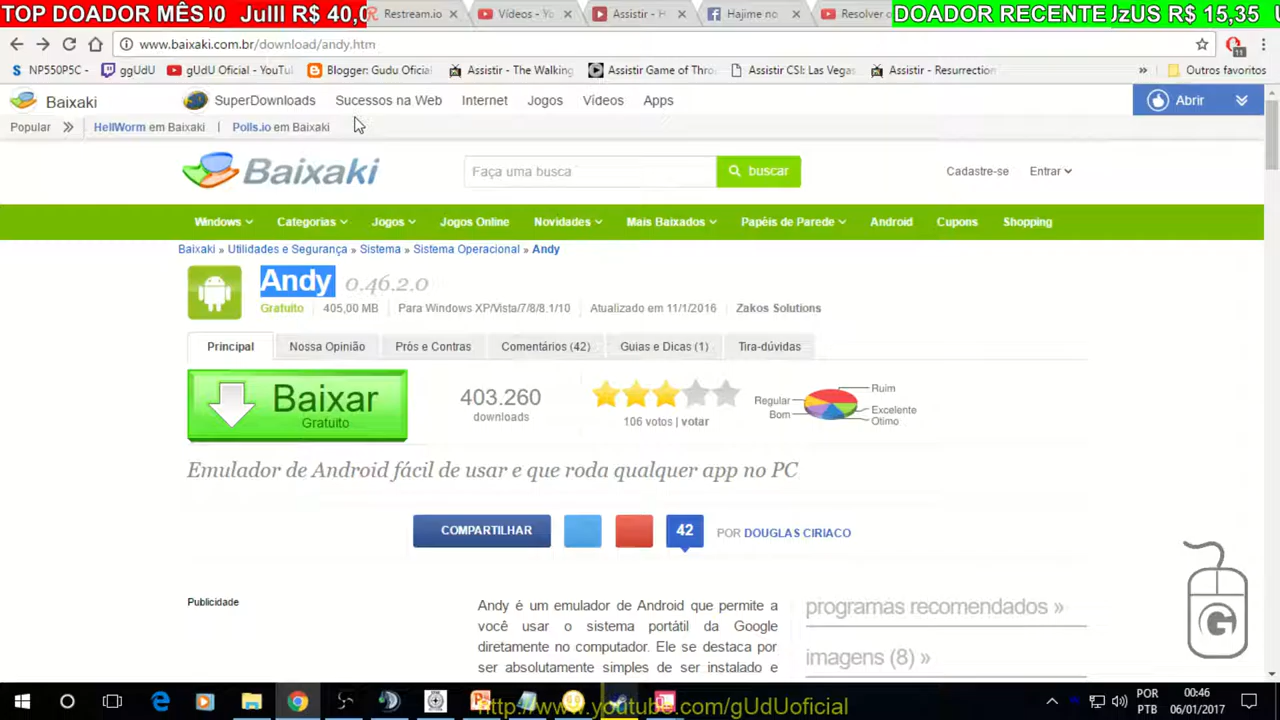 TOP DOADOR MÊS 00 JullI R$ 40,0
Restream.io
Vídeos - Yo
Assistir - H
Hajime no
Resolver o
DOADOR RECENTE JzUS R$ 15,35
www.baixaki.com.br/download/andy.htm
11
NP550P5C -
ggUdU
gUdU Oficial - YouTu
Blogger: Gudu Oficial
Assistir - The Walking
Assistir Game of Thro
Assistir CSI: Las Vegas
Assistir - Resurrection
»
Outros favoritos
Baixaki
SuperDownloads
Sucessos na Web
Internet
Jogos
Vídeos
Apps
Abrir
Popular
HellWorm em Baixaki
Polls.io em Baixaki
Baixaki
Faça uma busca
buscar
Cadastre-se
Entrar
Windows
Categorias
Jogos
Jogos Online
Novidades
Mais Baixados
Papéis de Parede
Android
Cupons
Shopping
Baixaki » Utilidades e Segurança » Sistema » Sistema Operacional » Andy
Andy 0.46.2.0
Gratuito
405,00 MB
Para Windows XP/Vista/7/8/8.1/10
Atualizado em 11/1/2016
Zakos Solutions
Principal
Nossa Opinião
Prós e Contras
Comentários (42)
Guias e Dicas (1)
Tira-dúvidas
Baixar
Gratuito
403.260
downloads
106 votos | votar
Ruim
Regular
Excelente
Bom
Otimo
Emulador de Android fácil de usar e que roda qualquer app no PC
COMPARTILHAR
42
POR DOUGLAS CIRIACO
Publicidade
Andy é um emulador de Android que permite a
você usar o sistema portátil da Google
diretamente no computador. Ele se destaca por
ser absolutamente simples de ser instalado e
programas recomendados »
imagens (8) »
G
http://www.youtube.com/gUdUoficial
POR
PTB
00:46
06/01/2017